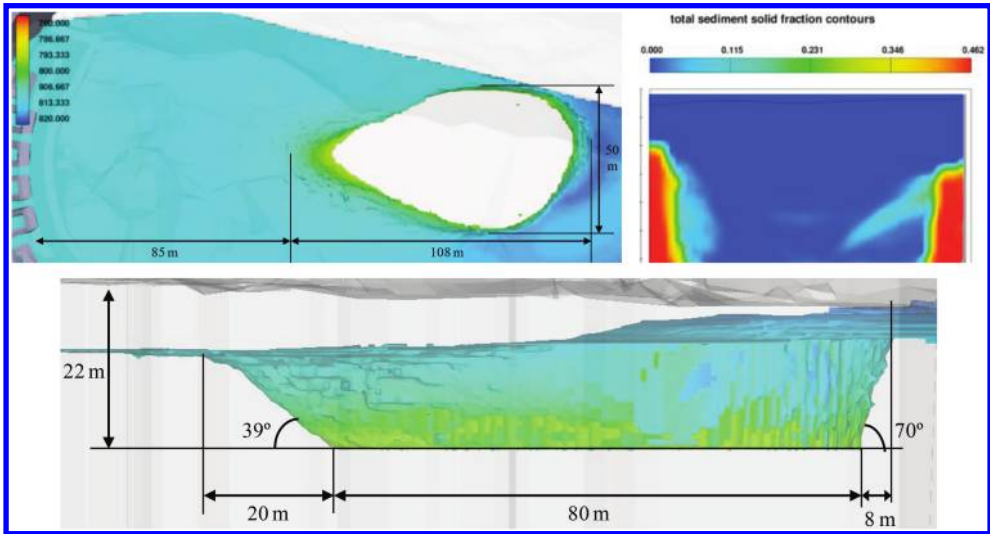 780.000
786.667
793.333
800.000
806.667
813.333
820.000
50
m
85 m
108 m
total sediment solid fraction contours
0.000 0.115 0.231 0.346 0.462
22 m
39º
70º
20 m
80 m
8 m